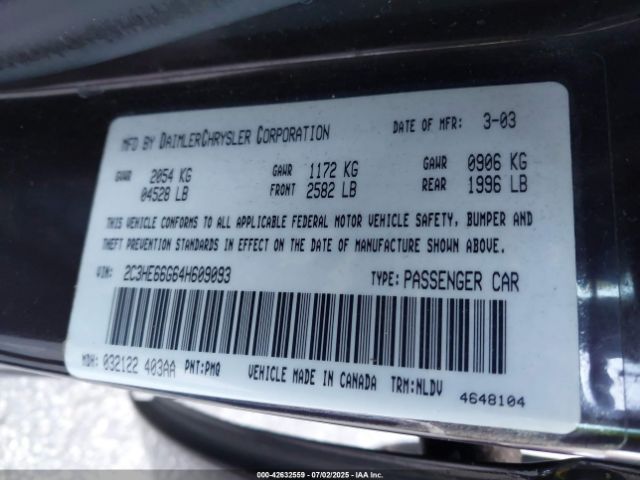 MFD BY DAIMLERCHRYSLER CORPORATION DATE OF MFR: 3-03
GVWR 2054 KG GAWR 1172 KG GAWR 0906 KG
04528 LB FRONT 2582 LB REAR 1996 LB
THIS VEHICLE CONFORMS TO ALL APPLICABLE FEDERAL MOTOR VEHICLE SAFETY, BUMPER AND
THEFT PREVENTION STANDARDS IN EFFECT ON THE DATE OF MANUFACTURE SHOWN ABOVE.
VIN: 2C3HE66G64H609093 TYPE: PASSENGER CAR
MDH: 032122 403AA PNT:PMQ VEHICLE MADE IN CANADA TRM:NLDV
4648104
000-42632559 - 07/02/2025 - IAA Inc.